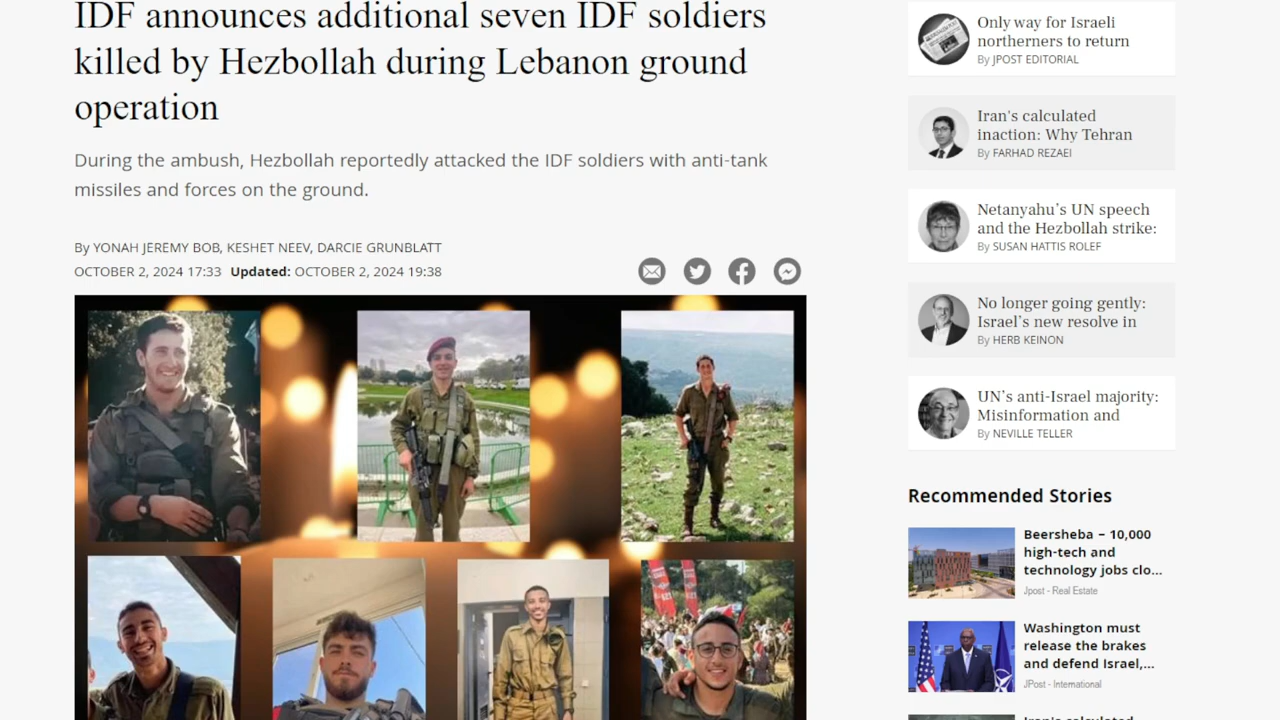 IDF announces additional seven IDF soldiers
killed by Hezbollah during Lebanon ground
operation
During the ambush, Hezbollah reportedly attacked the IDF soldiers with anti-tank
missiles and forces on the ground.
By YONAH JEREMY BOB, KESHET NEEV, DARCIE GRUNBLATT
OCTOBER 2, 2024 17:33 Updated: OCTOBER 2, 2024 19:38
Only way for Israeli
northerners to return
By JPOST EDITORIAL
Iran's calculated
inaction: Why Tehran
By FARHAD REZAEI
Netanyahu's UN speech
and the Hezbollah strike:
By SUSAN HATTIS ROLEF
No longer going gently:
Israel's new resolve in
By HERB KEINON
UN's anti-Israel majority:
Misinformation and
By NEVILLE TELLER
Recommended Stories
Beersheba – 10,000
high-tech and
technology jobs clo...
Jpost - Real Estate
Washington must
release the brakes
and defend Israel,...
JPost - International
Iran's calculated